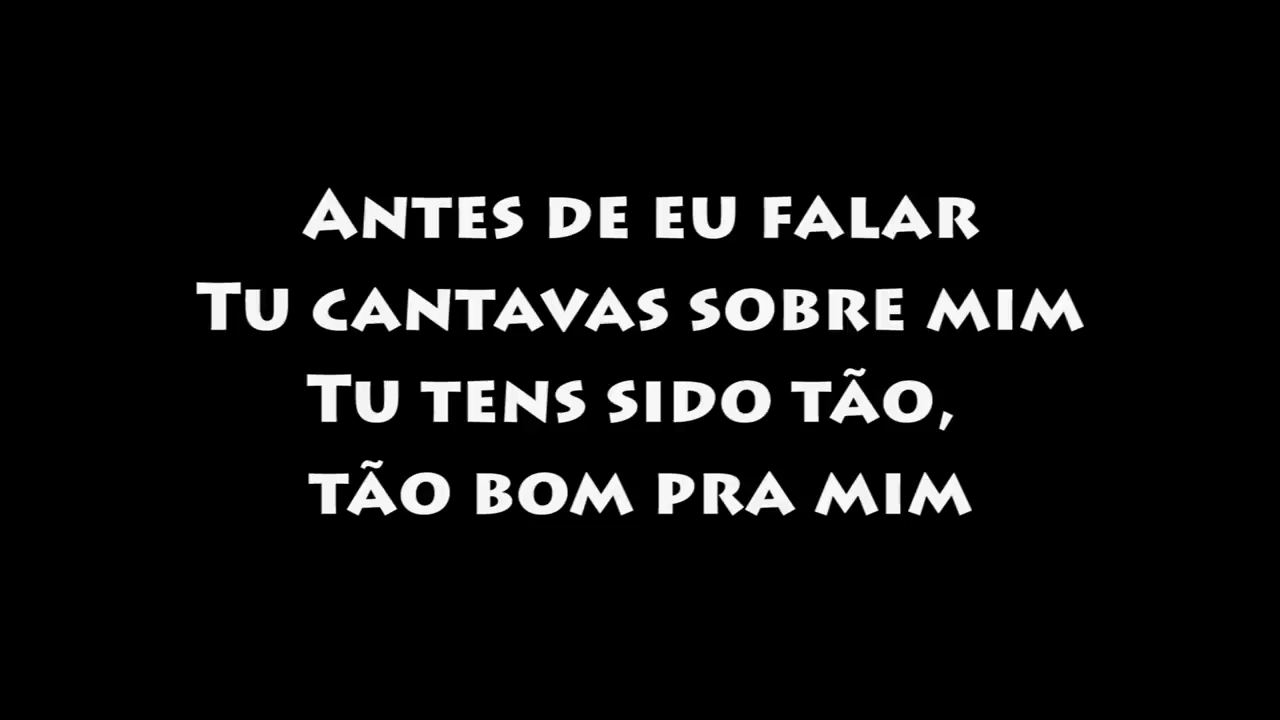 Antes de eu falar
Tu cantavas sobre mim
Tu tens sido tão,
tão bom pra mim